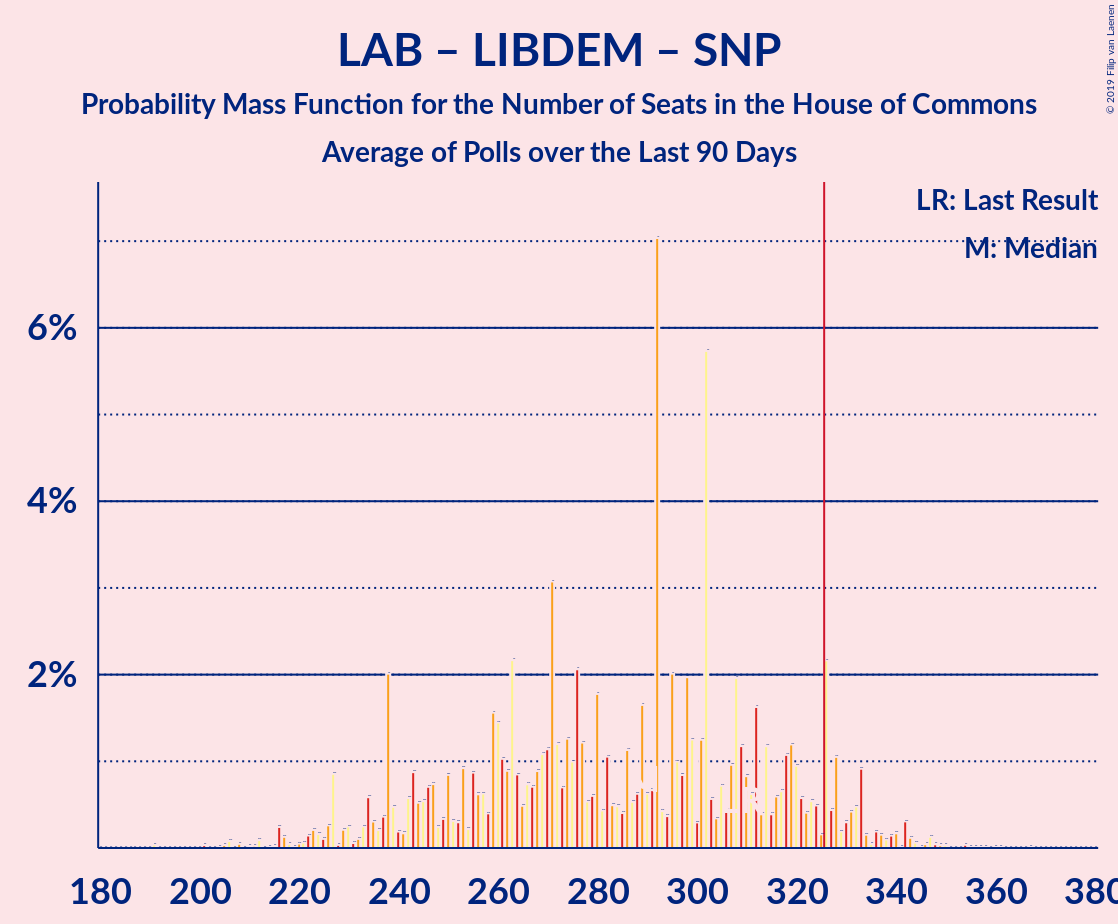 LAB – LIBDEM – SNP
Probability Mass Function for the Number of Seats in the House of Commons
Average of Polls over the Last 90 Days
© 2019 Filip van Laenen
LR: Last Result
M: Median
6%
4%
2%
180 200 220 240 260 280 300 320 340 360 380